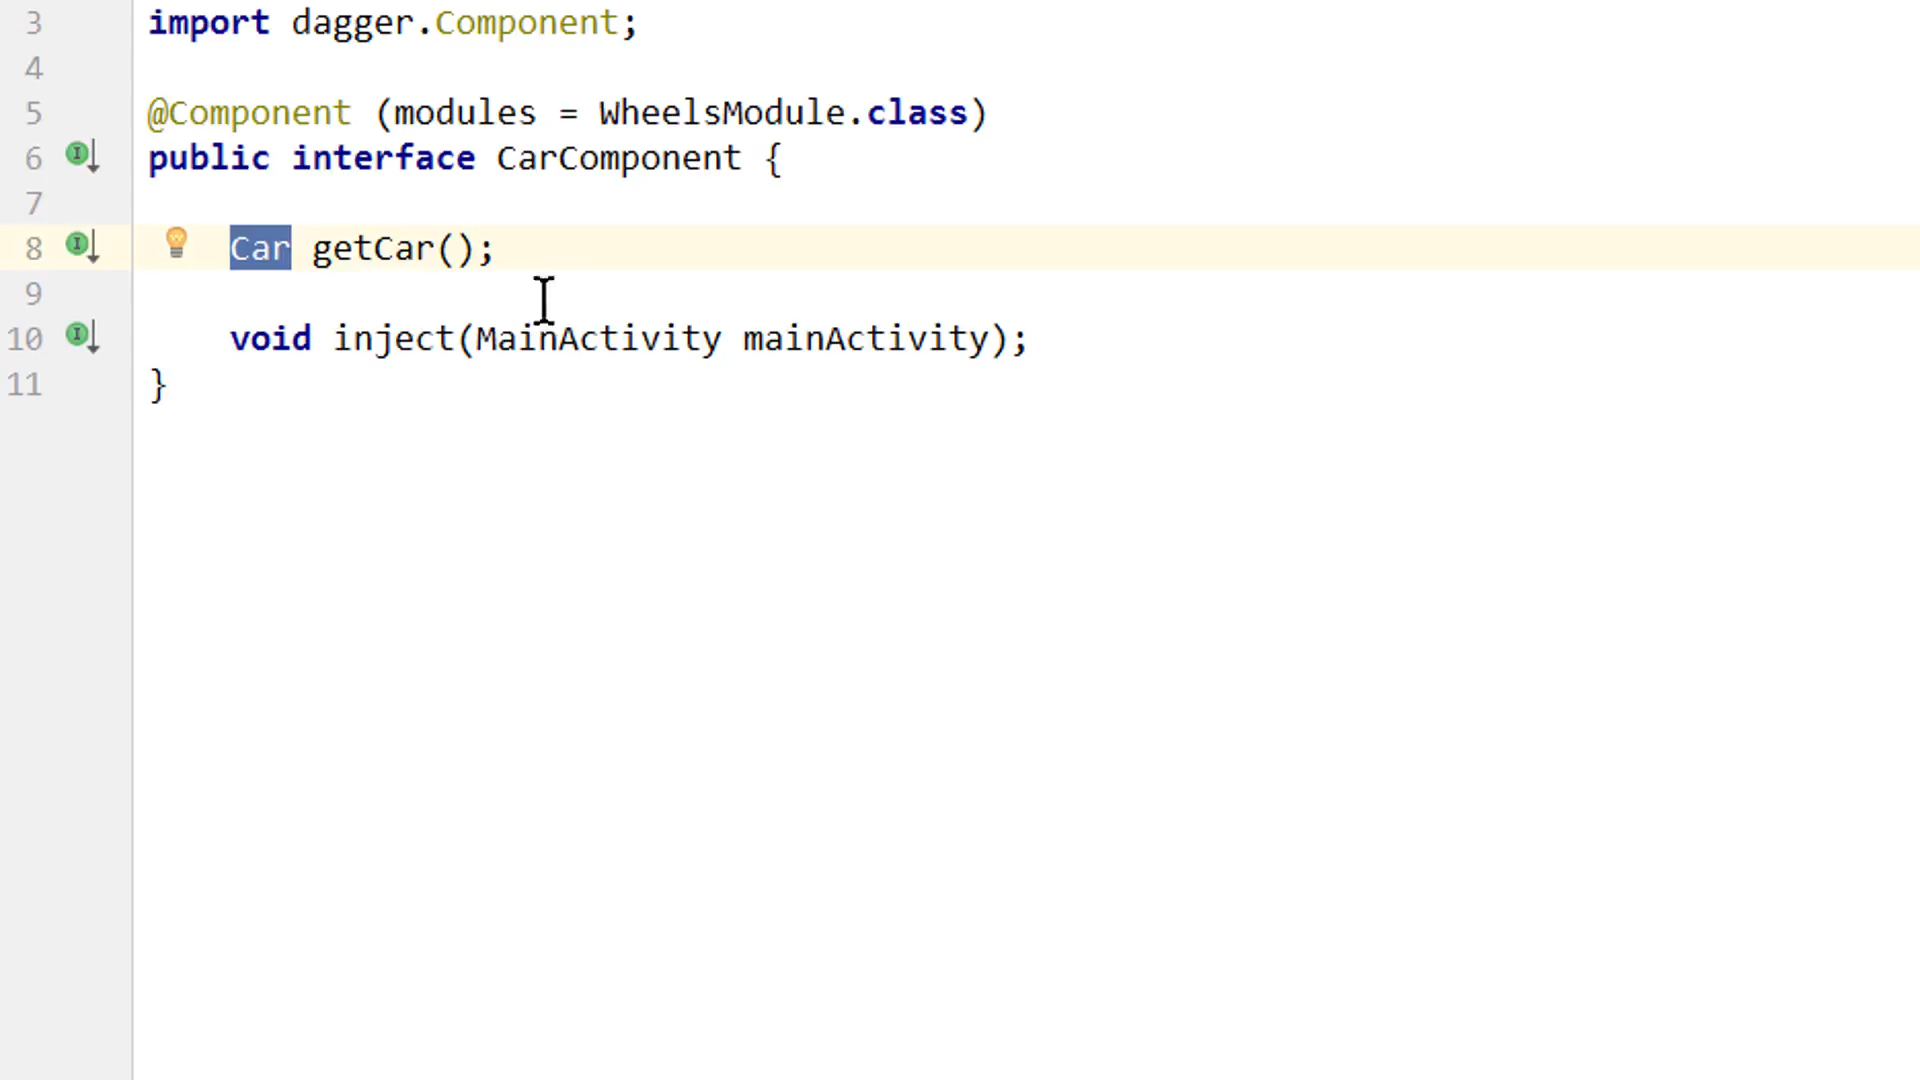 3 import dagger.Component;
4
5 @Component (modules = WheelsModule.class)
6 public interface CarComponent {
7
8 Car getCar();
9
10 void inject(MainActivity mainActivity);
11 }